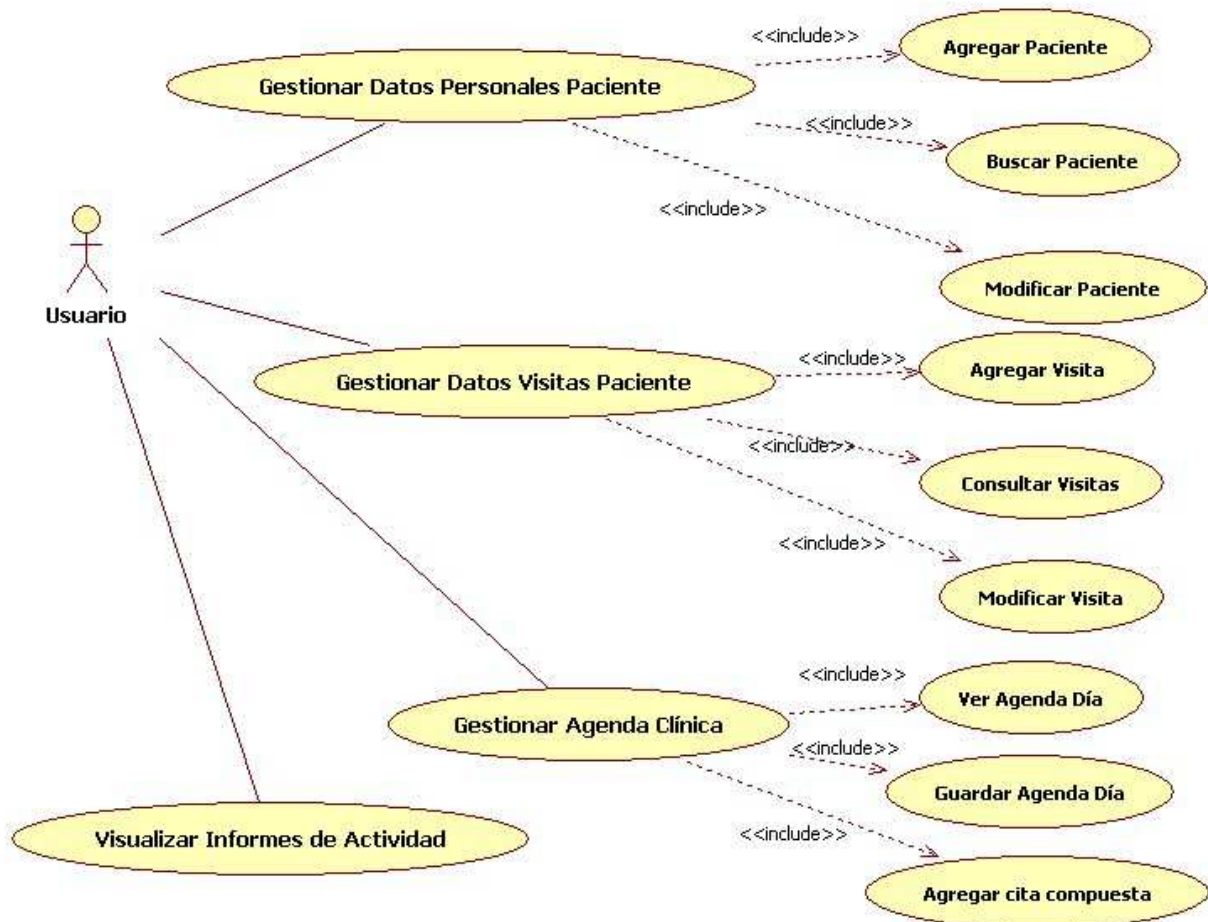 <<include>>
Agregar Paciente
Gestionar Datos Personales Paciente
<<include>>
Buscar Paciente
<<include>>
Modificar Paciente
Usuario
<<include>>
Agregar Visita
Gestionar Datos Visitas Paciente
<<include>>
Consultar Visitas
<<include>>
Modificar Visita
<<include>>
Ver Agenda Día
Gestionar Agenda Clínica
<<include>>
Guardar Agenda Día
<<include>>
Visualizar Informes de Actividad
Agregar cita compuesta